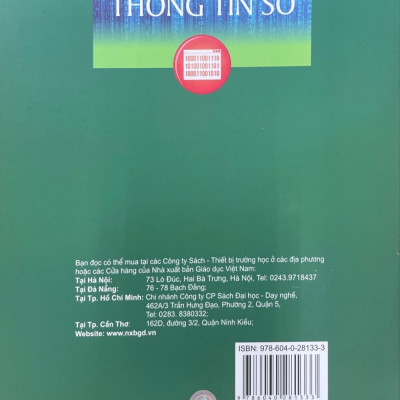 THÔNG TIN SỐ
100011001110
101001001101
100011001010
Bạn đọc có thể mua tại các Công ty Sách - Thiết bị trường học ở các địa phương
hoặc các Cửa hàng của Nhà xuất bản Giáo dục Việt Nam:
Tại Hà Nội: 73 Lò Đúc, Hai Bà Trưng, Hà Nội, Tel: 0243.9718437
Tại Đà Nẵng: 76 - 78 Bạch Đằng;
Tại Tp. Hồ Chí Minh: Chi nhánh Công ty CP Sách Đại học - Dạy nghề,
462A/3 Trần Hưng Đạo, Phường 2, Quận 5,
Tel: 0283. 8380332;
Tại Tp. Cần Thơ: 162D, đường 3/2, Quận Ninh Kiều;
Website: www.nxbgd.vn
ISBN: 978-604-0-28133-3
9786040281333